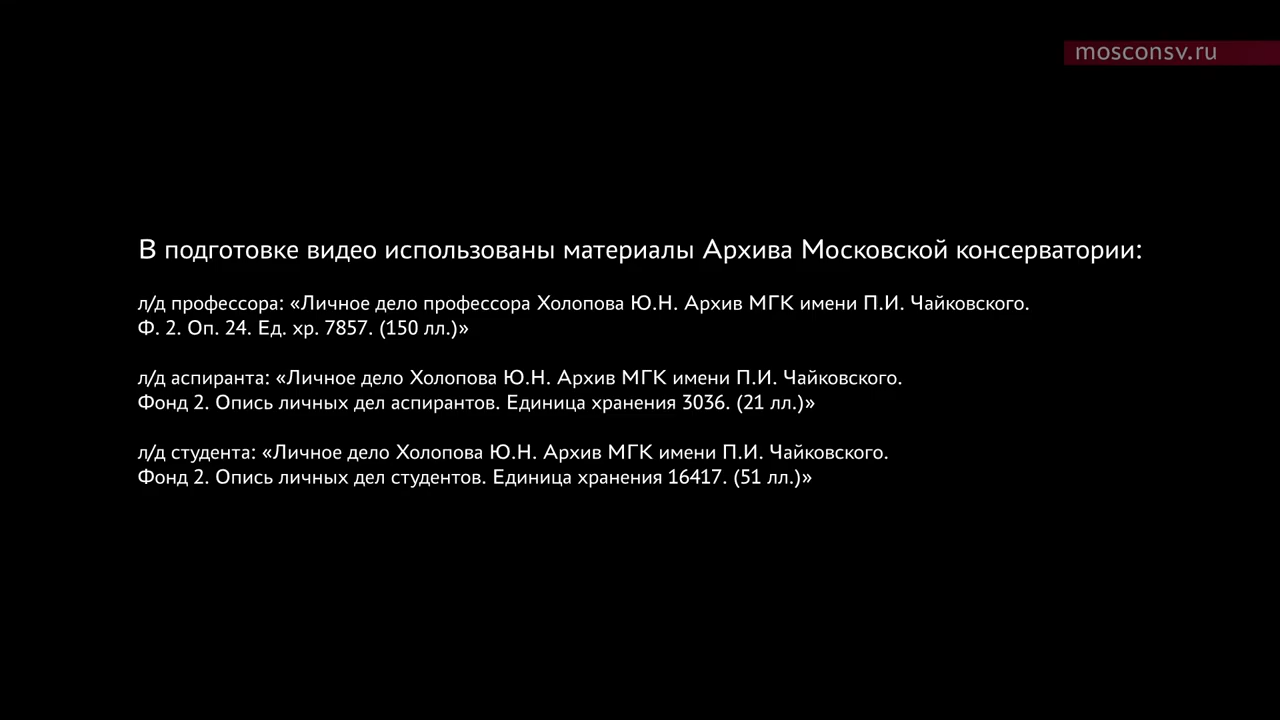 mosconsv.ru
В подготовке видео использованы материалы Архива Московской консерватории:
л/д профессора: «Личное дело профессора Холопова Ю.Н. Архив МГК имени П.И. Чайковского.
Ф. 2. Оп. 24. Ед. хр. 7857. (150 лл.)»
л/д аспиранта: «Личное дело Холопова Ю.Н. Архив МГК имени П.И. Чайковского.
Фонд 2. Опись личных дел аспирантов. Единица хранения 3036. (21 лл.)»
л/д студента: «Личное дело Холопова Ю.Н. Архив МГК имени П.И. Чайковского.
Фонд 2. Опись личных дел студентов. Единица хранения 16417. (51 лл.)»